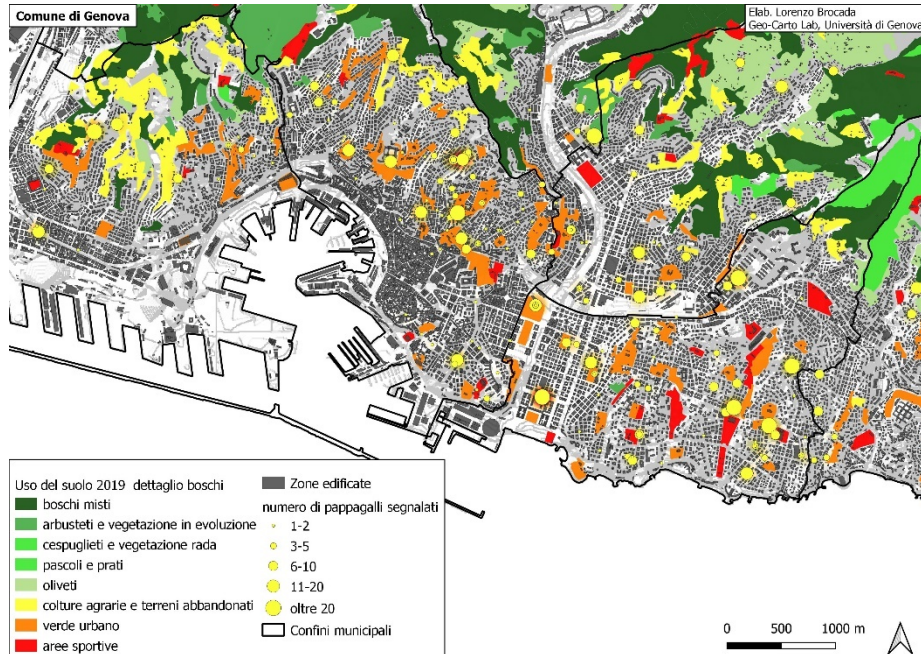 Comune di Genova
Elab. Lorenzo Brocada
Geo-Carto Lab, Università di Genova
Uso del suolo 2019 dettaglio boschi
boschi misti
arbusteti e vegetazione in evoluzione
cespuglieti e vegetazione rada
pascoli e prati
oliveti
colture agrarie e terreni abbandonati
verde urbano
aree sportive
Zone edificate
numero di pappagalli segnalati
1-2
3-5
6-10
11-20
oltre 20
Confini municipali
0 500 1000 m